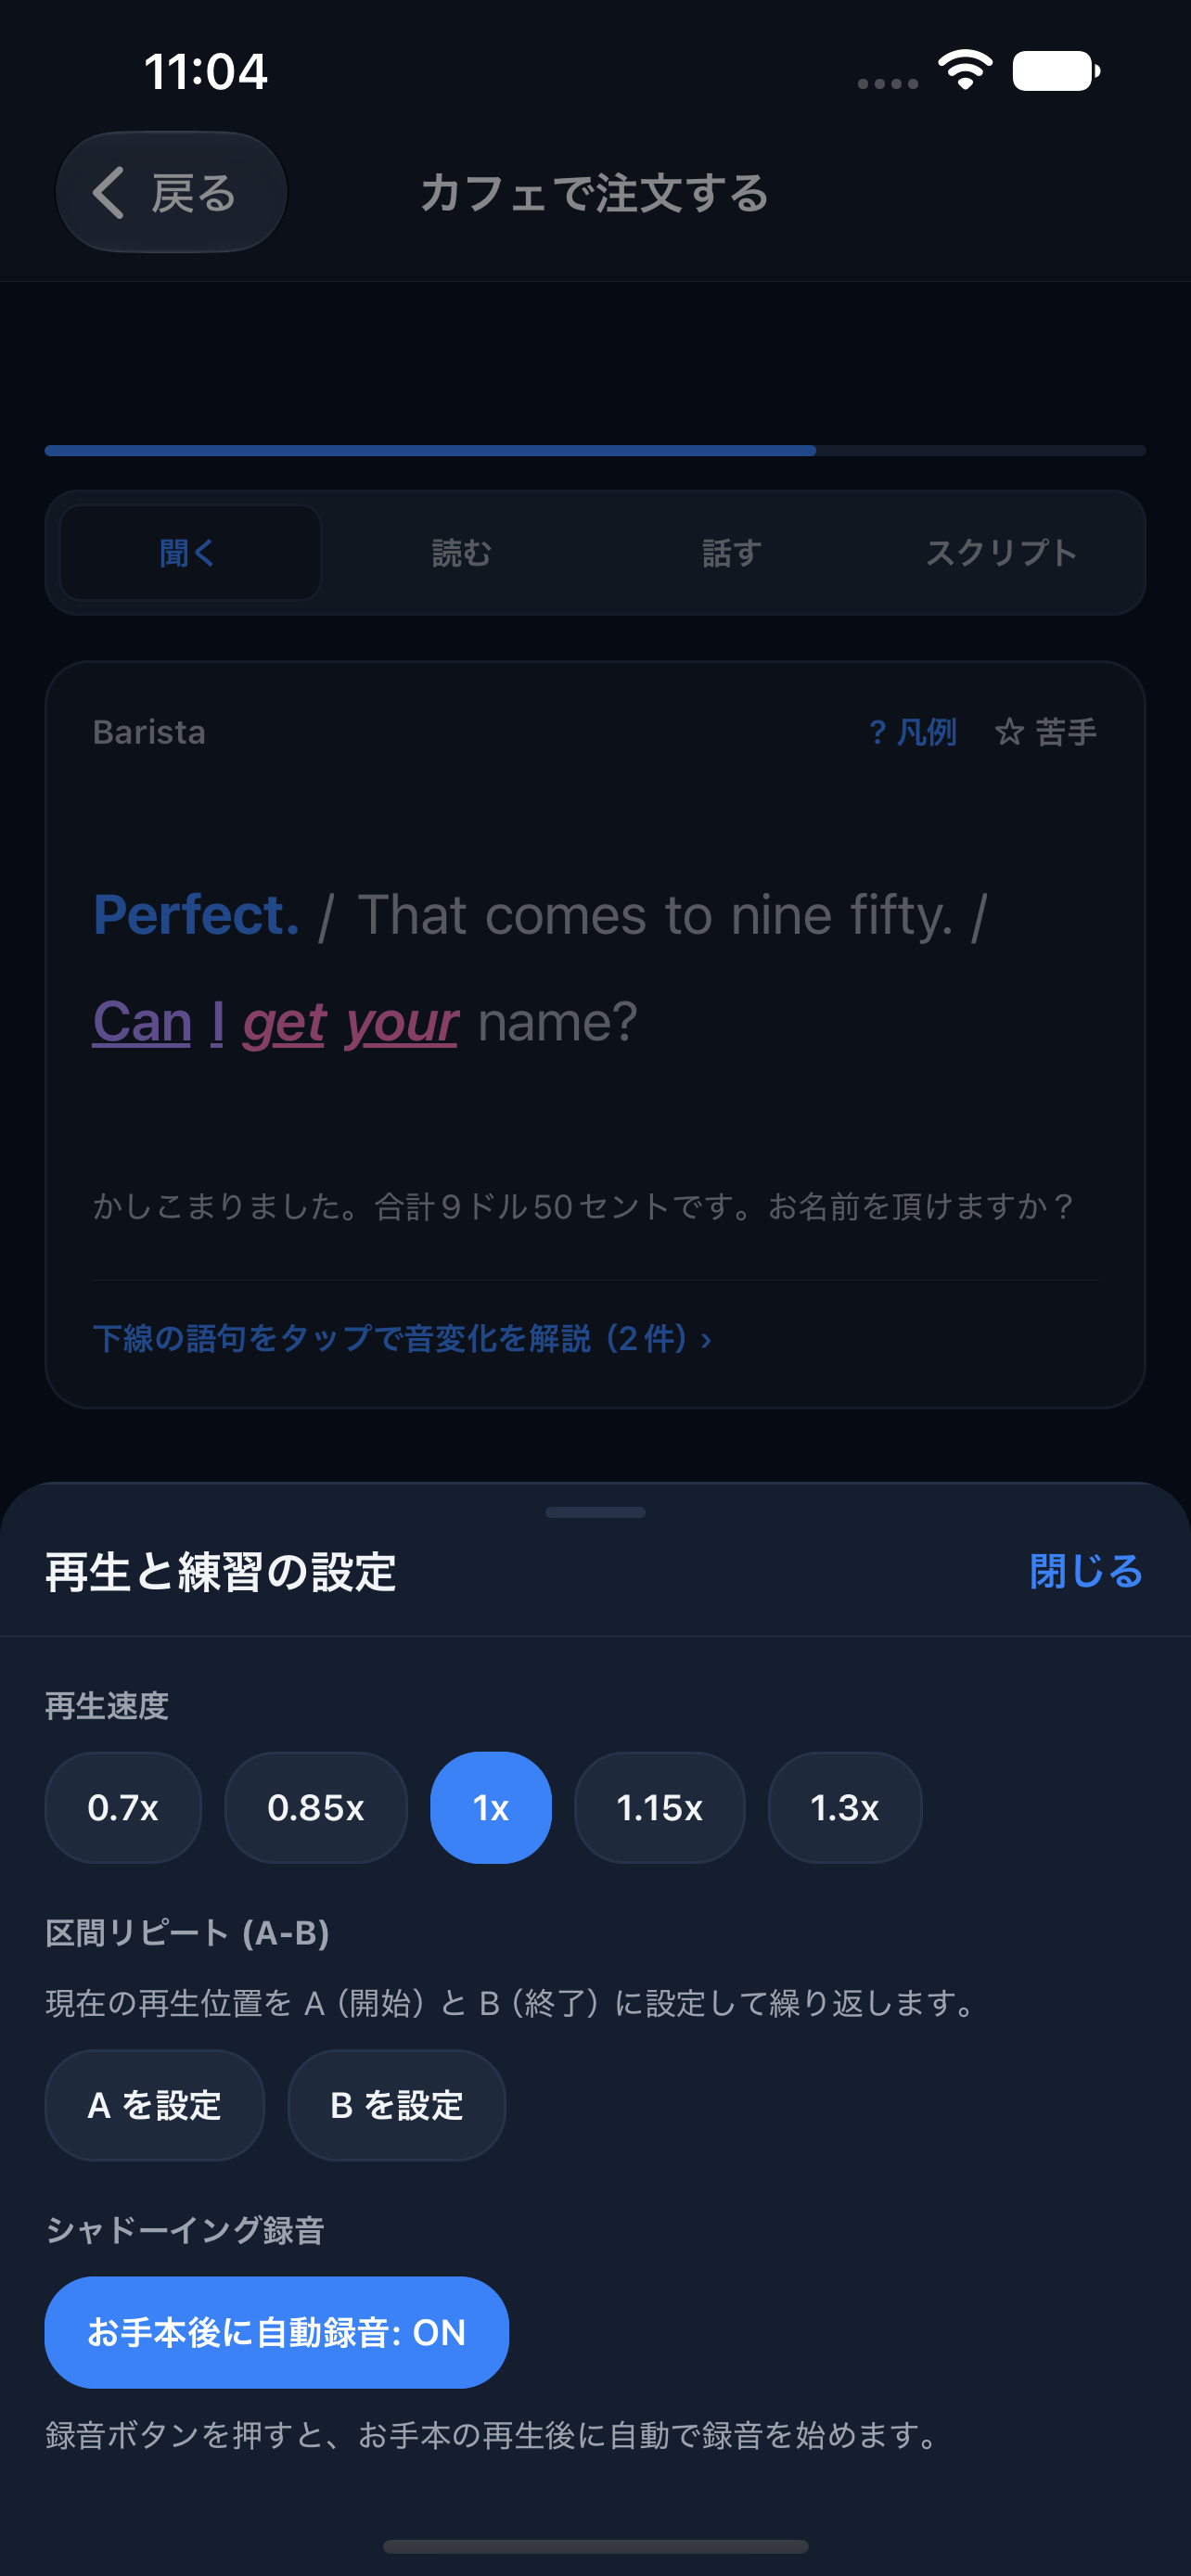 11:04
戻る
カフェで注文する
聞く 読む 話す スクリプト
Barista ? 凡例 ☆ 苦手
Perfect. / That comes to nine fifty. /
Can I get your name?
かしこまりました。合計9ドル50セントです。お名前を頂けますか？
下線の語句をタップで音変化を解説（2件）›
再生と練習の設定 閉じる
再生速度
0.7x 0.85x 1x 1.15x 1.3x
区間リピート (A-B)
現在の再生位置を A（開始）と B（終了）に設定して繰り返します。
A を設定 B を設定
シャドーイング録音
お手本後に自動録音: ON
録音ボタンを押すと、お手本の再生後に自動で録音を始めます。